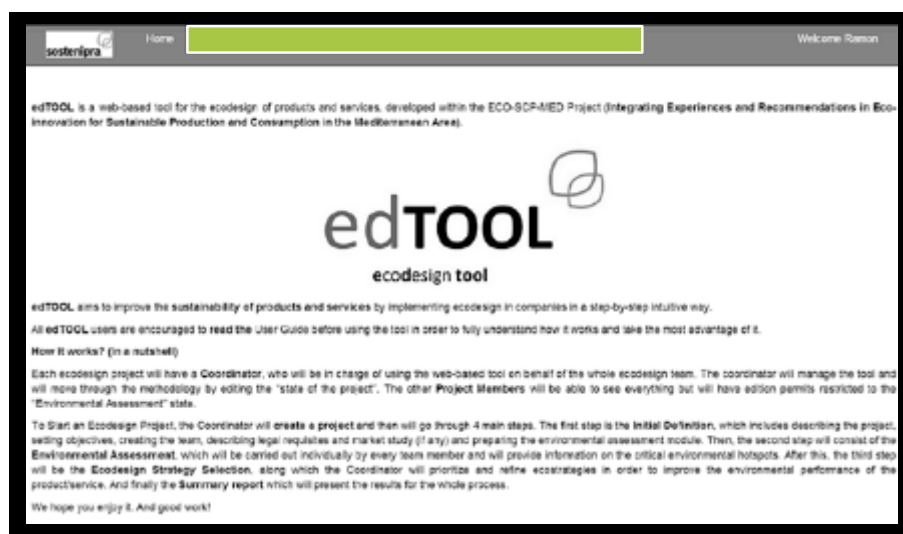 sostenipra
Home
Welcome Ramon
edTOOL is a web-based tool for the ecodesign of products and services, developed within the ECO-SCP-MED Project (Integrating Experiences and Recommendations in Eco-
innovation for Sustainable Production and Consumption in the Mediterranean Area).
edTOOL
ecodesign tool
edTOOL aims to improve the sustainability of products and services by implementing ecodesign in companies in a step-by-step intuitive way.
All edTOOL users are encouraged to read the User Guide before using the tool in order to fully understand how it works and take the most advantage of it.
How it works? (in a nutshell)
Each ecodesign project will have a Coordinator, who will be in charge of using the web-based tool on behalf of the whole ecodesign team. The coordinator will manage the tool and
will move through the methodology by editing the "state of the project". The other Project Members will be able to see everything but will have edition permits restricted to the
"Environmental Assessment" state.
To Start an Ecodesign Project, the Coordinator will create a project and then will go through 4 main steps. The first step is the Initial Definition, which includes describing the project,
setting objectives, creating the team, describing legal requisites and market study (if any) and preparing the environmental assessment module. Then, the second step will consist of the
Environmental Assessment, which will be carried out individually by every team member and will provide information on the critical environmental hotspots. After this, the third step
will be the Ecodesign Strategy Selection, along which the Coordinator will prioritize and refine ecostrategies in order to improve the environmental performance of the
product/service. And finally the Summary report which will present the results for the whole process.
We hope you enjoy it. And good work!